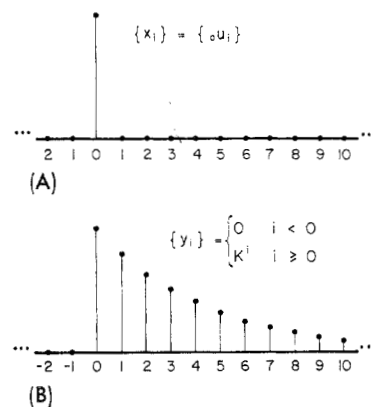 {xᵢ} = {₀uᵢ}
··· 2 1 0 1 2 3 4 5 6 7 8 9 10 ··
(A)
{yᵢ} = { 0 i < 0
Kⁱ i ≥ 0
··· -2 -1 0 1 2 3 4 5 6 7 8 9 10 ··
(B)